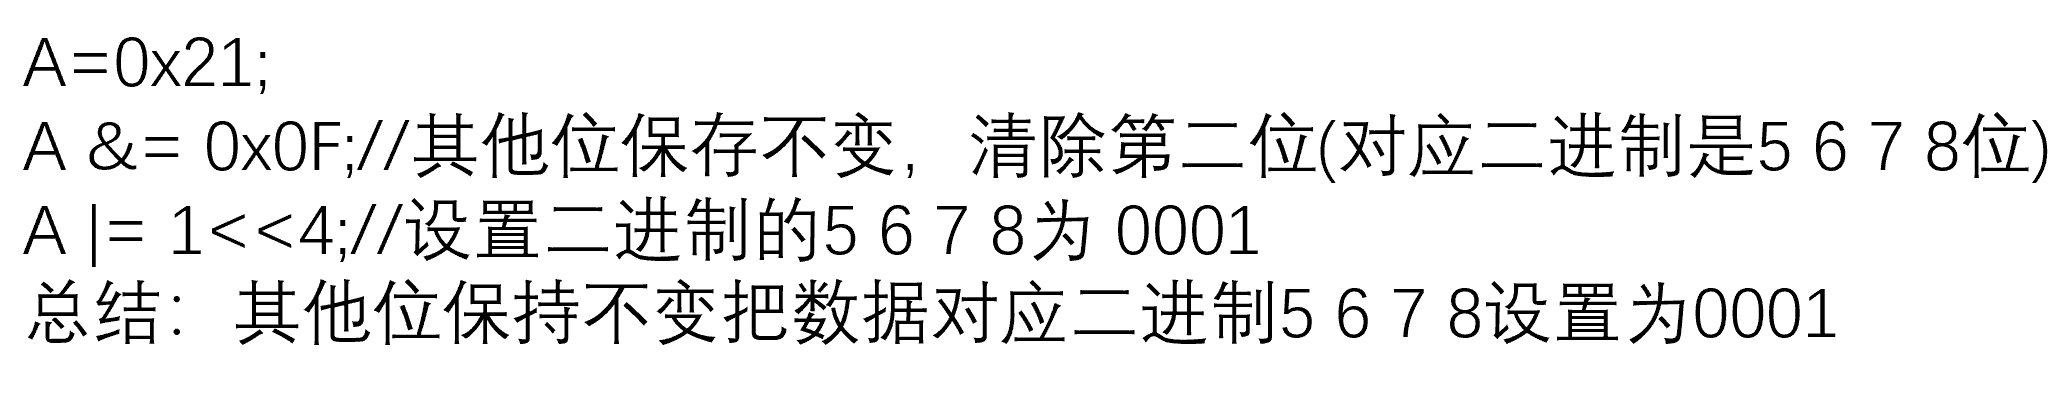 A=0x21;
A &= 0x0F;//其他位保存不变，清除第二位(对应二进制是5 6 7 8位)
A |= 1<<4;//设置二进制的5 6 7 8为 0001
总结：其他位保持不变把数据对应二进制5 6 7 8设置为0001